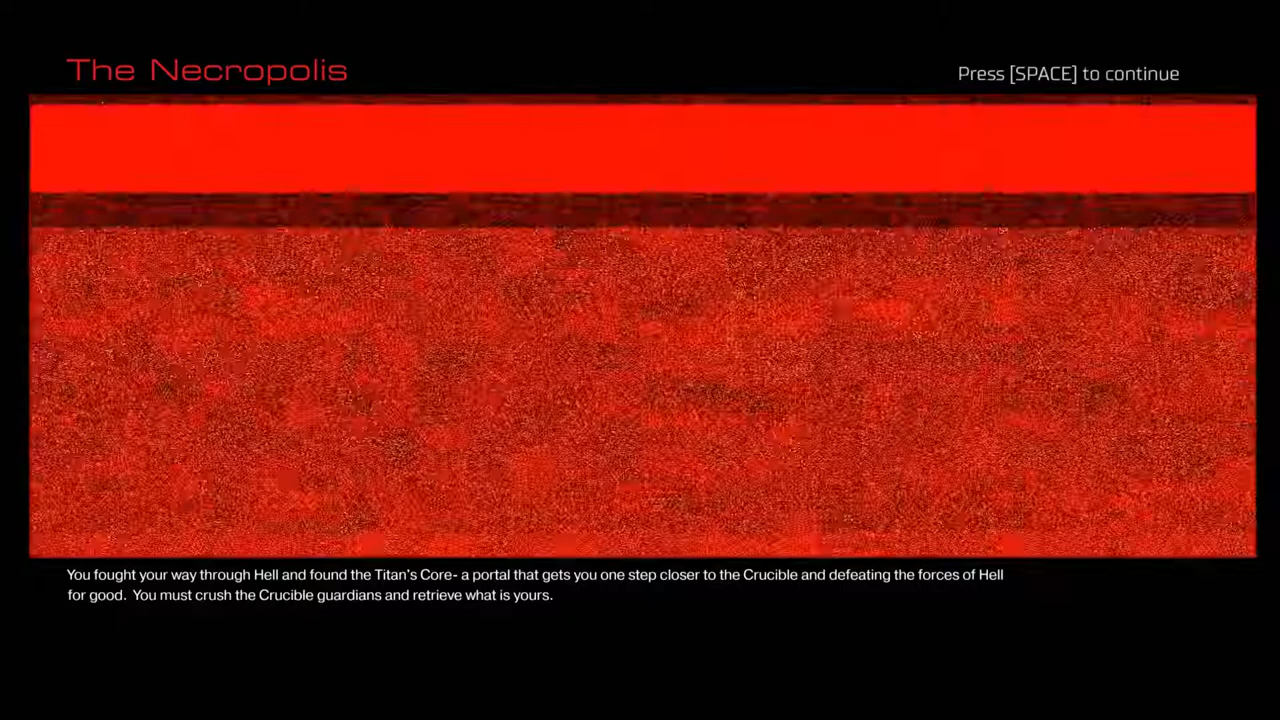 The Necropolis
Press [SPACE] to continue
You fought your way through Hell and found the Titan's Core- a portal that gets you one step closer to the Crucible and defeating the forces of Hell
for good.  You must crush the Crucible guardians and retrieve what is yours.